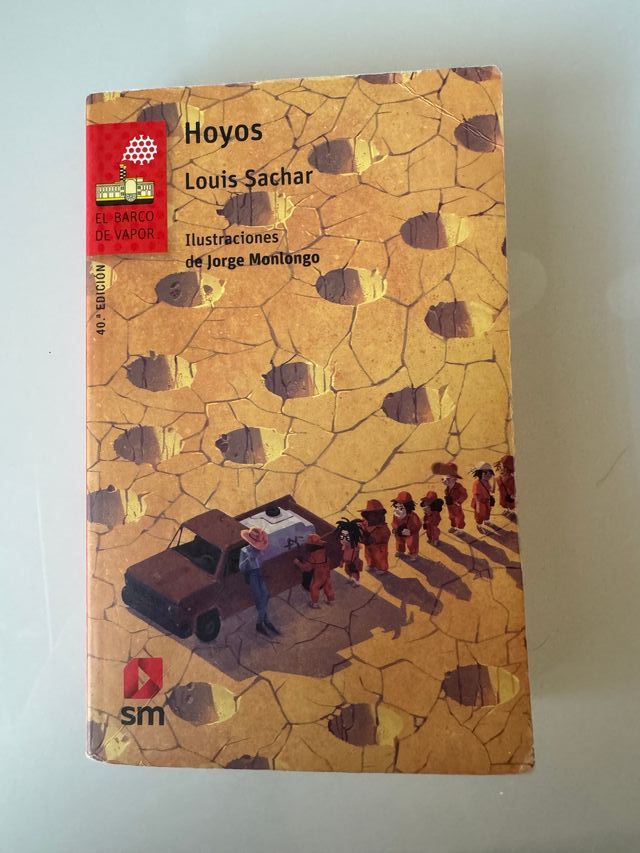 Hoyos
Louis Sachar
Ilustraciones
de Jorge Monlongo
EL BARCO
DE VAPOR
40.ª EDICIÓN
sm